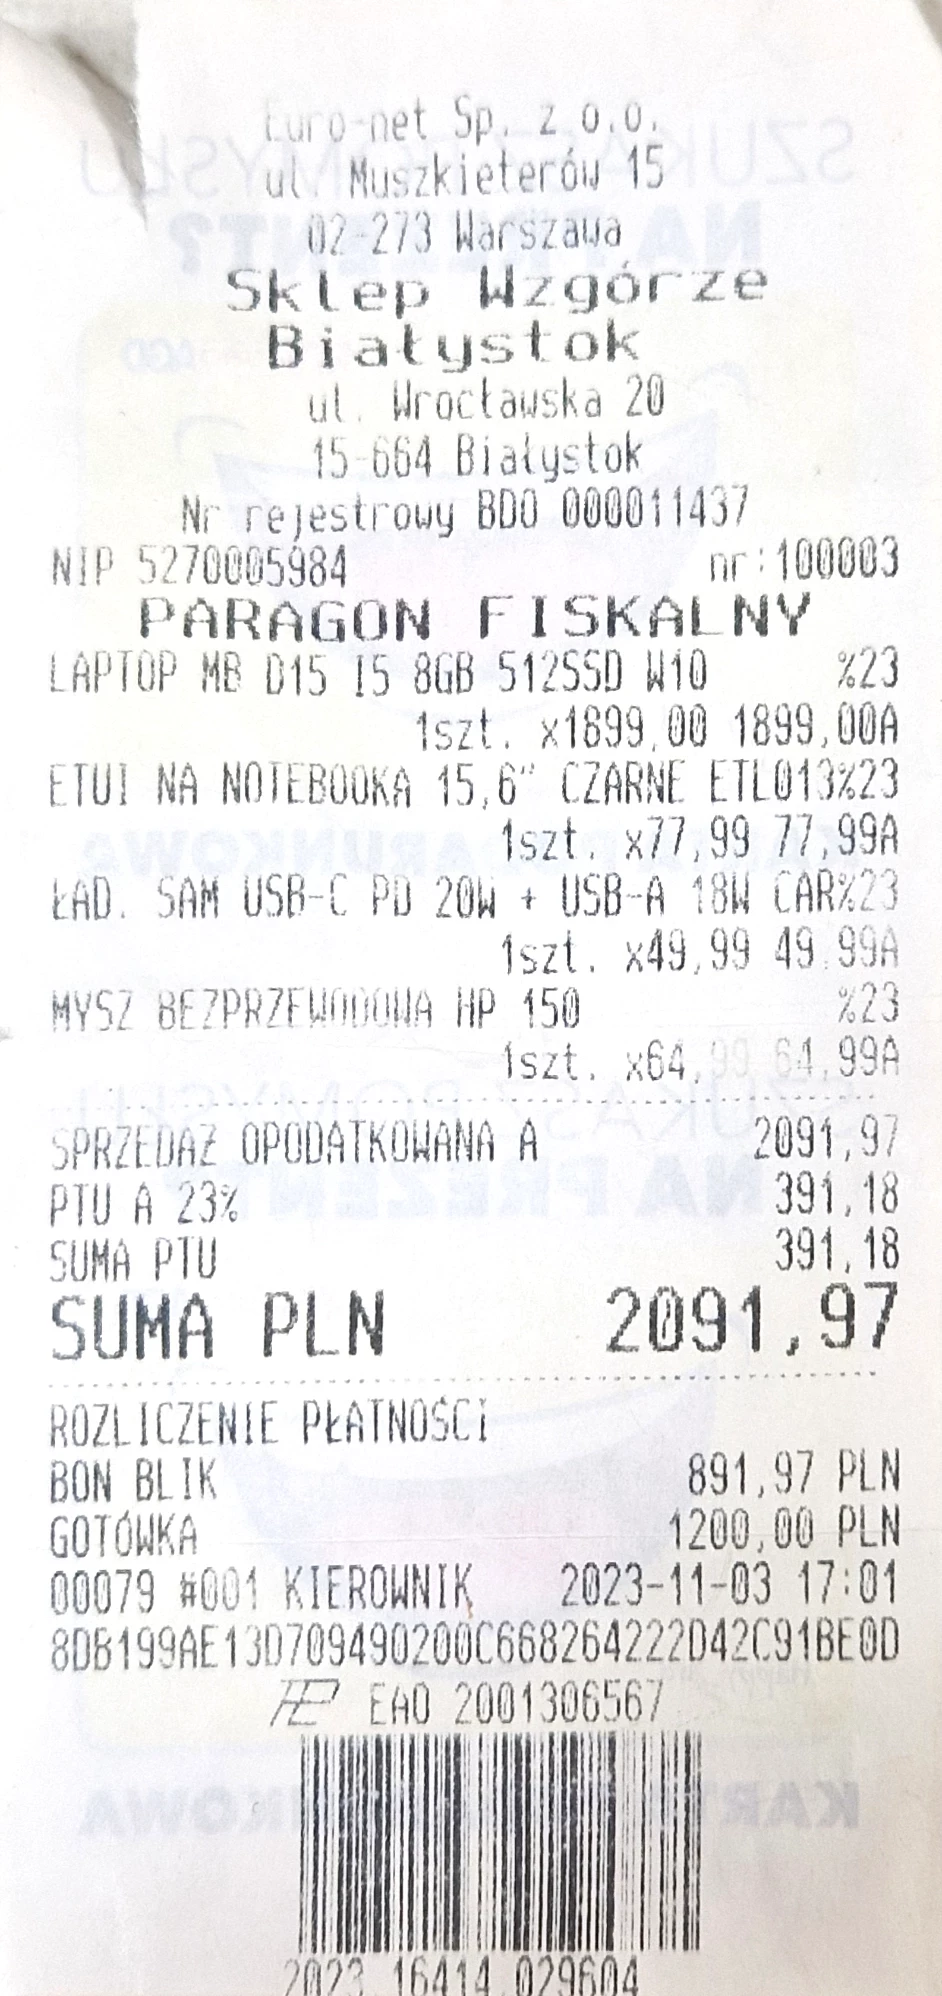 Euro-net Sp. z o.o.
ul. Muszkieterów 15
02-273 Warszawa
Sklep Wzgórze
Białystok
ul. Wrocławska 20
15-664 Białystok
Nr rejestrowy BDO 000011437
NIP 5270005984 nr:100003
PARAGON FISKALNY
LAPTOP MB D15 I5 8GB 512SSD W10 %23
1szt. x1899,00 1899,00A
ETUI NA NOTEBOOKA 15,6" CZARNE ETL013%23
1szt. x77,99 77,99A
ŁAD. SAM USB-C PD 20W + USB-A 18W CAR%23
1szt. x49,99 49,99A
MYSZ BEZPRZEWODOWA HP 150 %23
1szt. x64,99 64,99A
SPRZEDAŻ OPODATKOWANA A 2091,97
PTU A 23% 391,18
SUMA PTU 391,18
SUMA PLN 2091,97
ROZLICZENIE PŁATNOŚCI
BON BLIK 891,97 PLN
GOTÓWKA 1200,00 PLN
00079 #001 KIEROWNIK 2023-11-03 17:01
8DB199AE13D709490200C668264222D42C91BE0D
EAO 2001306567
2023 16414 029604